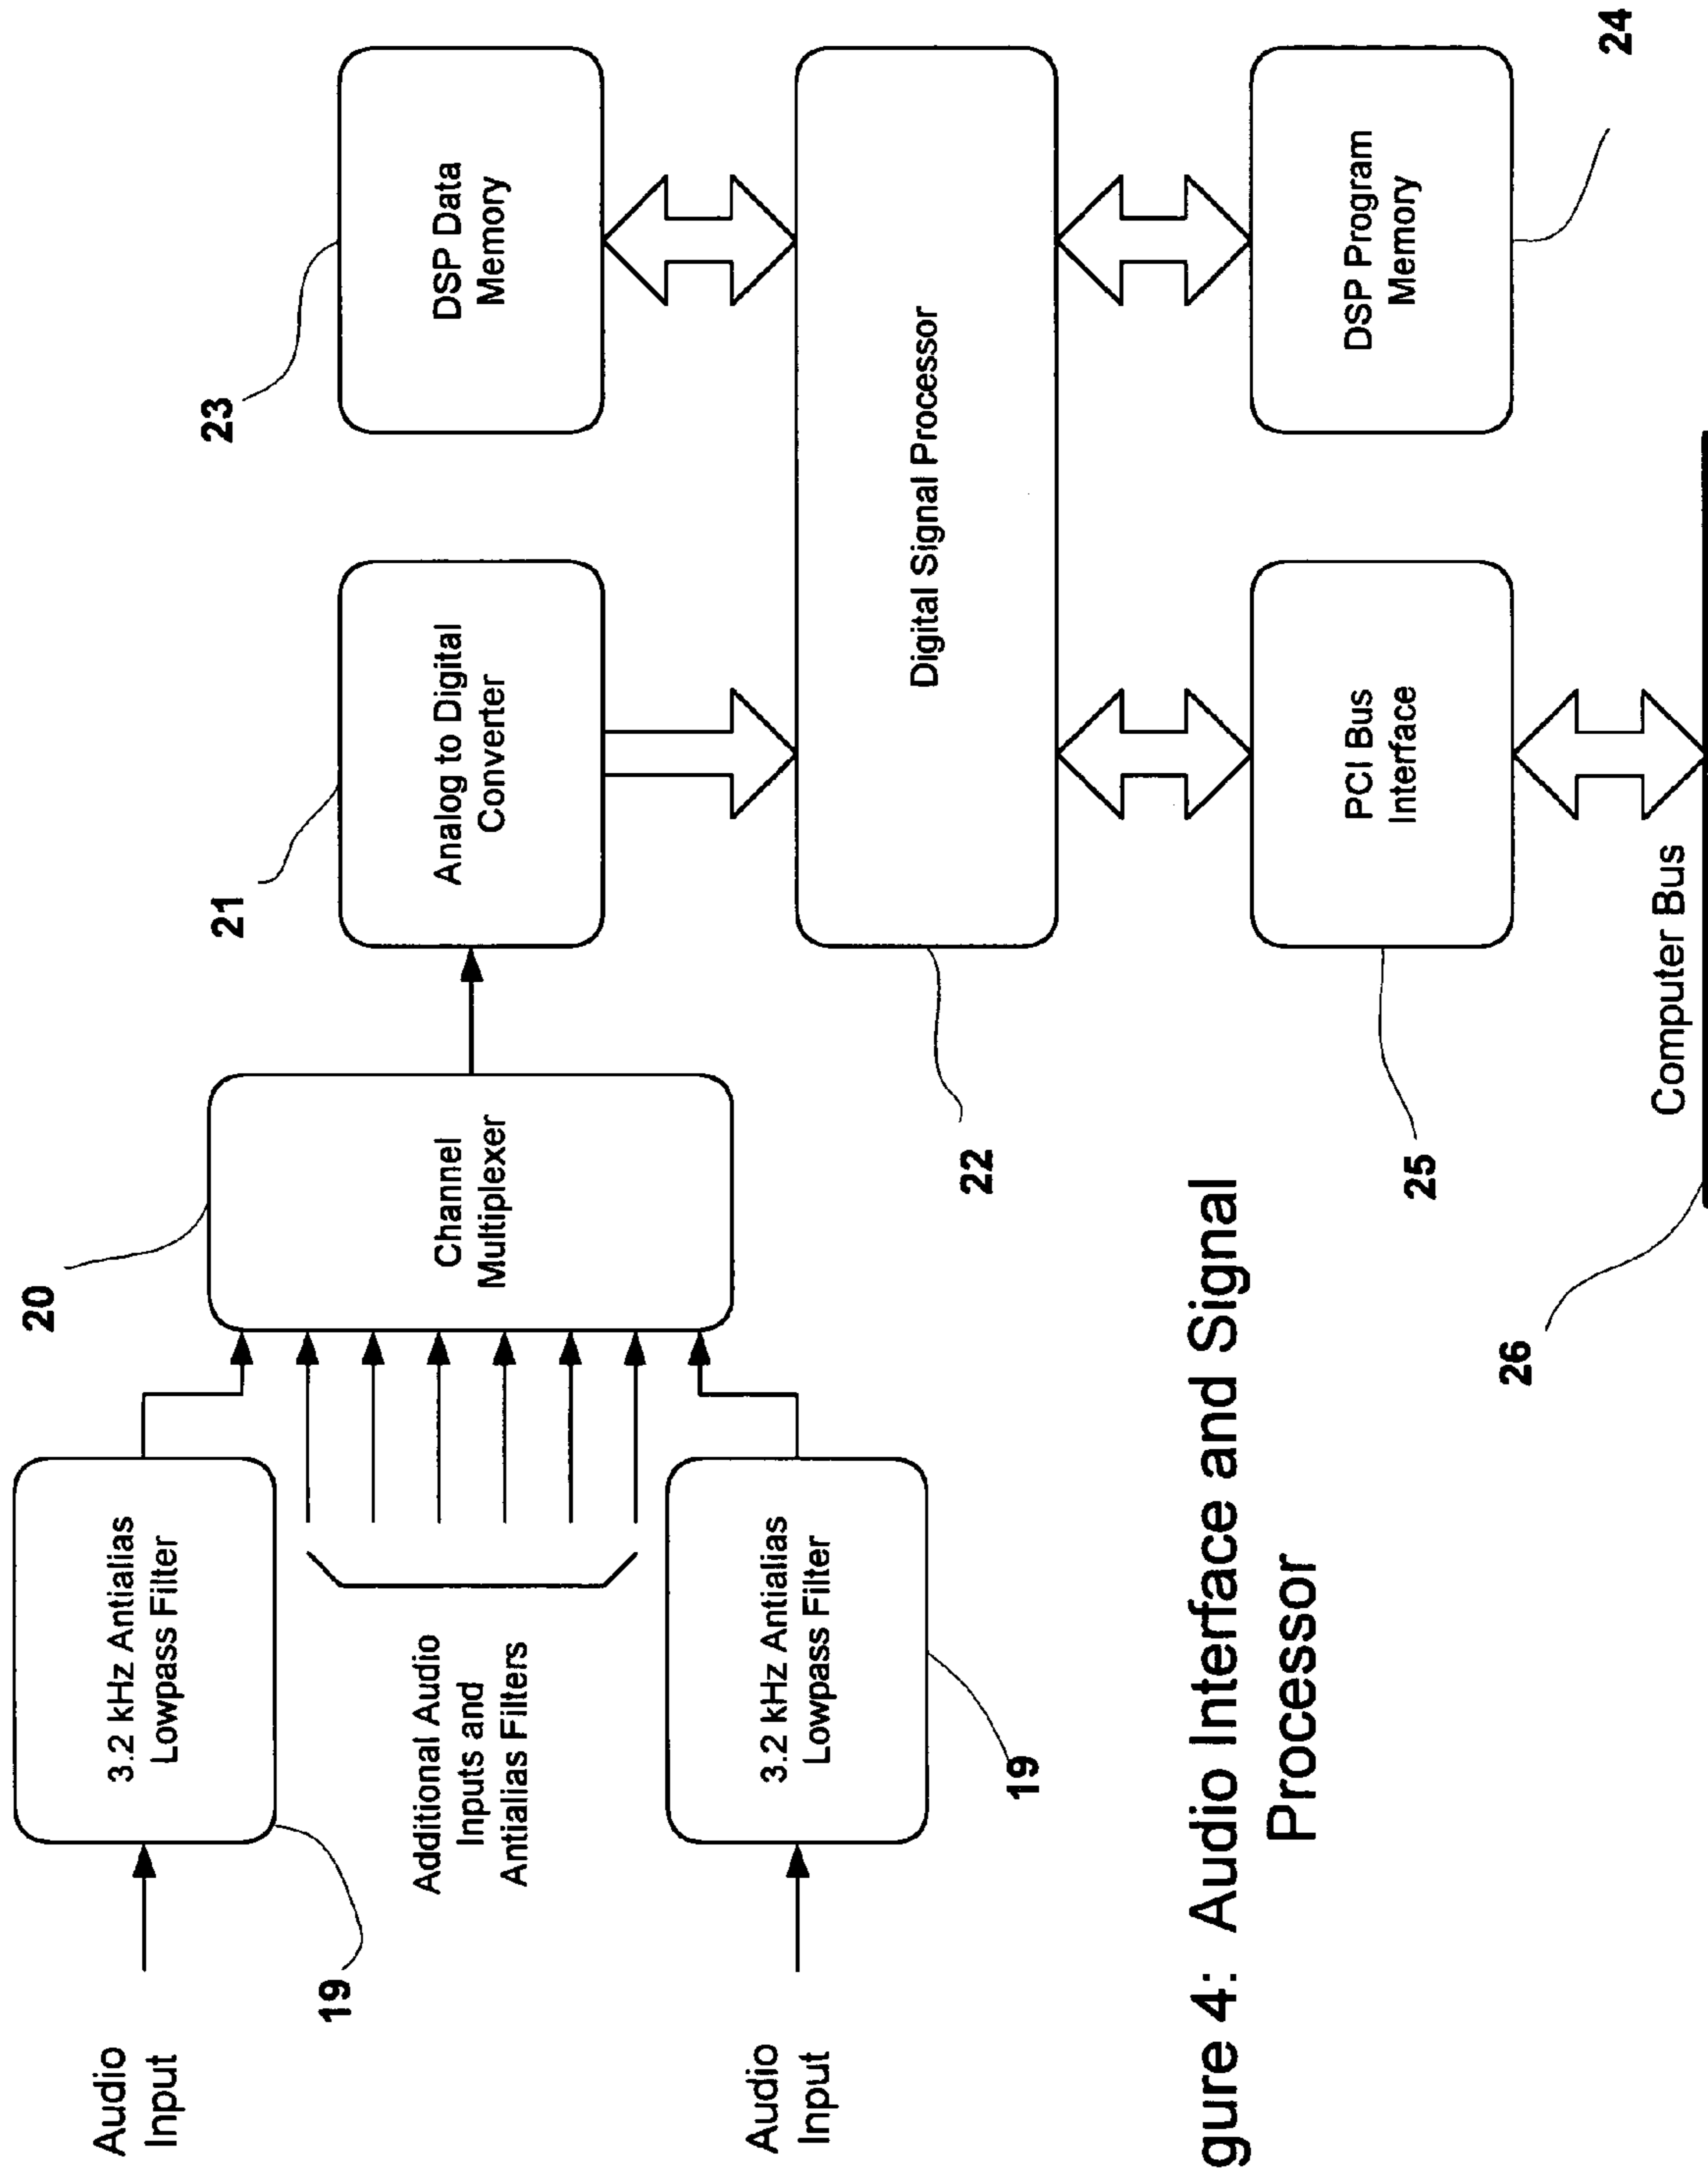 Audio
Input
19
3.2 kHz Antialias
Lowpass Filter
Additional Audio
Inputs and
Antialias Filters
Audio
Input
3.2 kHz Antialias
Lowpass Filter
19
20
Channel
Multiplexer
21
Analog to Digital
Converter
23
DSP Data
Memory
22
Digital Signal Processor
25
PCI Bus
Interface
DSP Program
Memory
24
26
Computer Bus
gure 4: Audio Interface and Signal
Processor